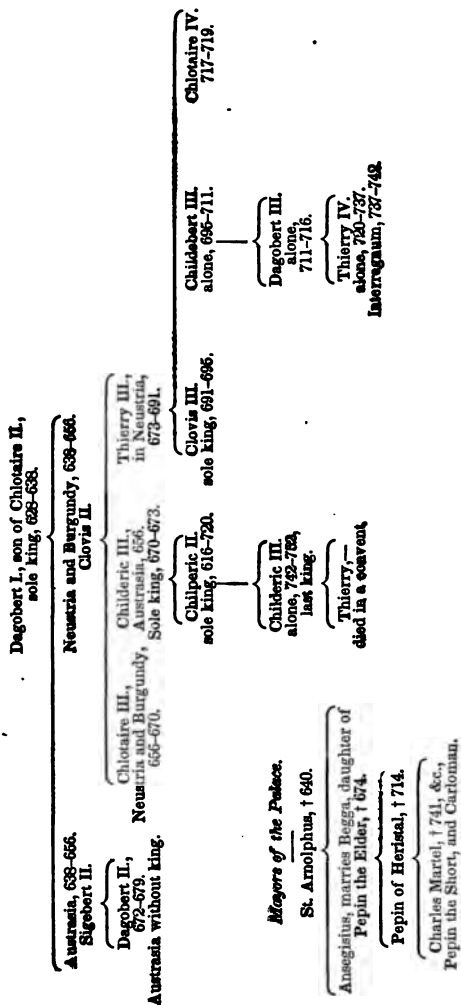 Dagobert I., son of Chlotaire II.,
sole king, 628–638.
Austrasia, 638–656.
Sigebert II.
Dagobert II.,
672–679.
Austrasia without king.
Neustria and Burgundy, 638–656.
Clovis II.
Chlotaire III.,
Neustria and Burgundy,
656–670.
Childeric III.,
Austrasia, 656.
Sole king, 670–673.
Thierry III.,
in Neustria,
673–691.
Chilperic II.
sole king, 616–720.
Childeric III.
alone, 742–752,
last king.
Thierry,—
died in a convent,
Clovis III.
sole king, 691–695.
Childebert III.
alone, 695–711.
Dagobert III.
alone,
711–716.
Thierry IV.
alone, 720–737.
Interregnum, 737–742.
Chlotaire IV.
717–719.
Mayors of the Palace.
St. Arnolphus, † 640.
Ansegisius, marries Begga, daughter of
Pepin the Elder, † 674.
Pepin of Heristal, † 714.
Charles Martel, † 741, &c.,
Pepin the Short, and Carloman.